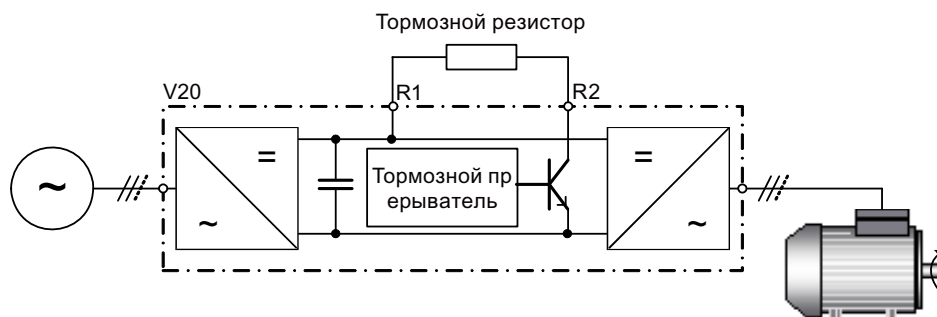 Тормозной резистор
V20
R1
R2
Тормозной пр
ерыватель
=
=
~
~
~